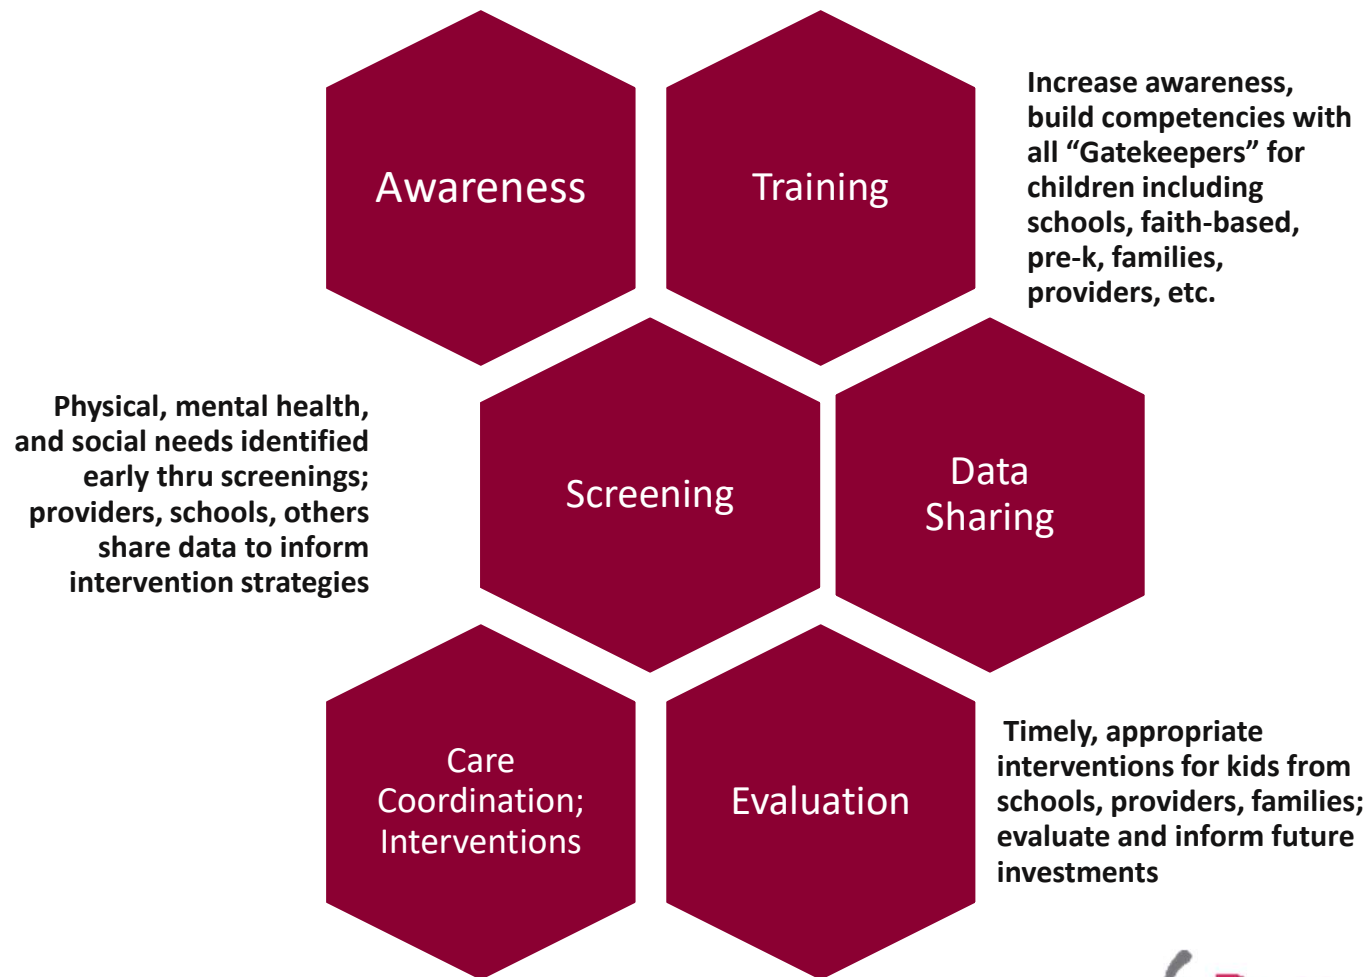 Awareness
Training
Increase awareness,
build competencies with
all “Gatekeepers” for
children including
schools, faith-based,
pre-k, families,
providers, etc.
Physical, mental health,
and social needs identified
early thru screenings;
providers, schools, others
share data to inform
intervention strategies
Screening
Data
Sharing
Care
Coordination;
Interventions
Evaluation
Timely, appropriate
interventions for kids from
schools, providers, families;
evaluate and inform future
investments